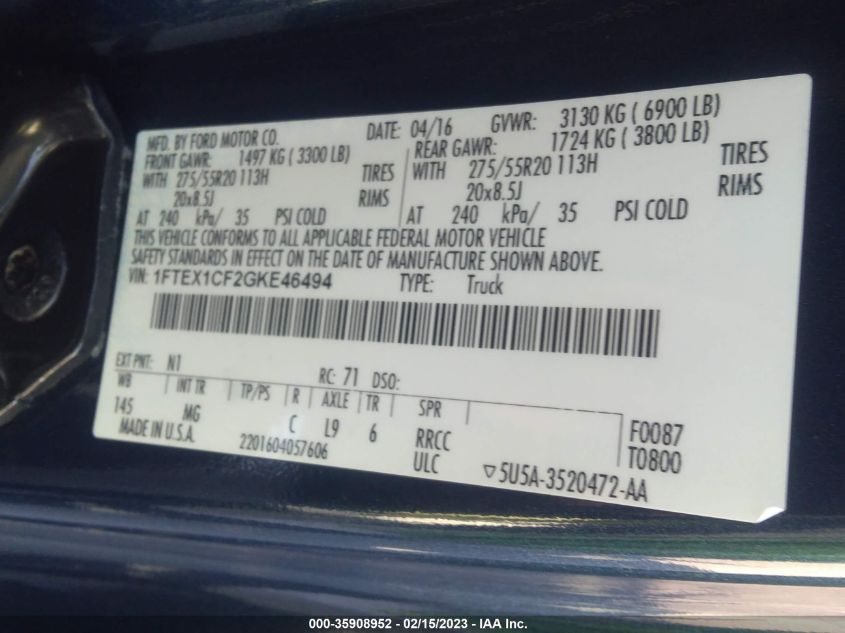 MFD. BY FORD MOTOR CO. DATE: 04/16 GVWR: 3130 KG ( 6900 LB)
FRONT GAWR: 1497 KG ( 3300 LB) REAR GAWR: 1724 KG ( 3800 LB)
WITH 275/55R20 113H TIRES WITH 275/55R20 113H TIRES
20x8.5J RIMS 20x8.5J RIMS
AT 240 kPa/ 35 PSI COLD AT 240 kPa/ 35 PSI COLD
THIS VEHICLE CONFORMS TO ALL APPLICABLE FEDERAL MOTOR VEHICLE
SAFETY STANDARDS IN EFFECT ON THE DATE OF MANUFACTURE SHOWN ABOVE.
VIN: 1FTEX1CF2GKE46494 TYPE: Truck
EXT PNT: N1 RC: 71 DSO:
WB INT TR TP/PS R AXLE TR SPR
145 MG C L9 6 RRCC F0087
MADE IN U.S.A. 2201604057606 ULC T0800
▽5U5A-3520472-AA
000-35908952 - 02/15/2023 - IAA Inc.